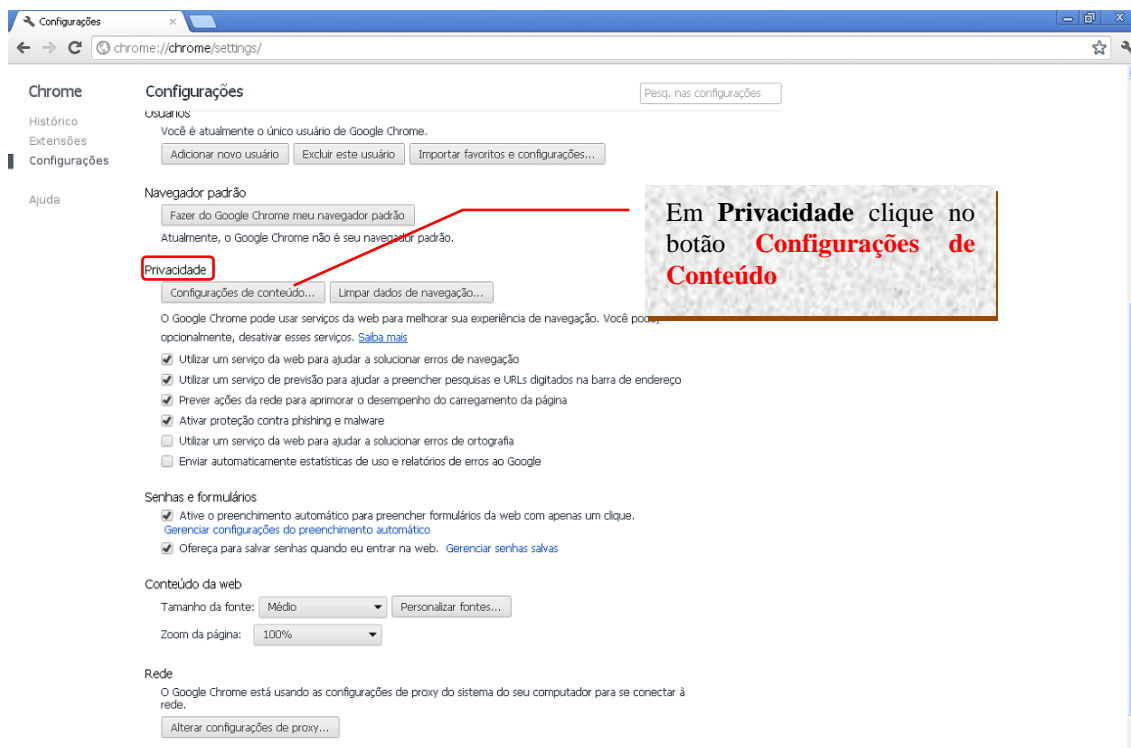 Configurações
chrome://chrome/settings/
Chrome
Configurações
Pesq. nas configurações
Histórico
Extensões
Configurações
Ajuda
Usuários
Você é atualmente o único usuário de Google Chrome.
Adicionar novo usuário Excluir este usuário Importar favoritos e configurações...
Navegador padrão
Fazer do Google Chrome meu navegador padrão
Atualmente, o Google Chrome não é seu navegador padrão.
Em Privacidade clique no
botão Configurações de
Conteúdo
Privacidade
Configurações de conteúdo... Limpar dados de navegação...
O Google Chrome pode usar serviços da web para melhorar sua experiência de navegação. Você pode,
opcionalmente, desativar esses serviços. Saiba mais
Utilizar um serviço da web para ajudar a solucionar erros de navegação
Utilizar um serviço de previsão para ajudar a preencher pesquisas e URLs digitados na barra de endereço
Prever ações da rede para aprimorar o desempenho do carregamento da página
Ativar proteção contra phishing e malware
Utilizar um serviço da web para ajudar a solucionar erros de ortografia
Enviar automaticamente estatísticas de uso e relatórios de erros ao Google
Senhas e formulários
Ative o preenchimento automático para preencher formulários da web com apenas um clique.
Gerenciar configurações do preenchimento automático
Ofereça para salvar senhas quando eu entrar na web. Gerenciar senhas salvas
Conteúdo da web
Tamanho da fonte: Médio Personalizar fontes...
Zoom da página: 100%
Rede
O Google Chrome está usando as configurações de proxy do sistema do seu computador para se conectar à
rede.
Alterar configurações de proxy...